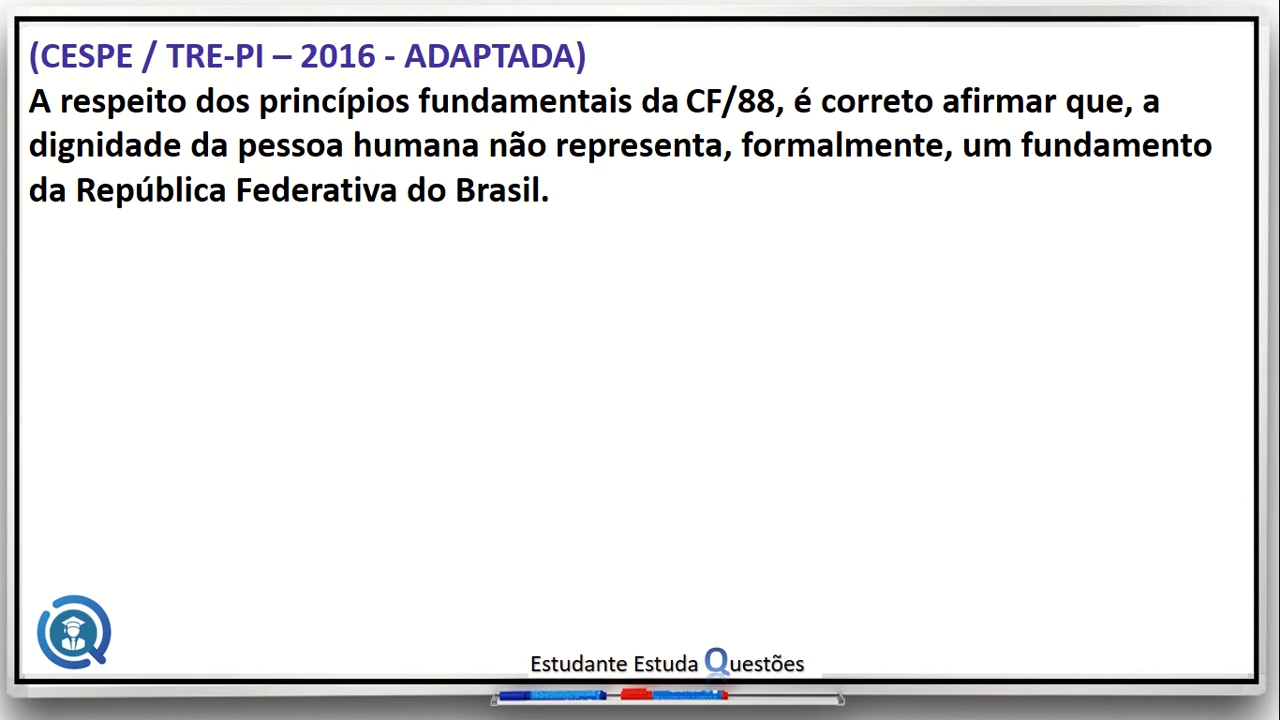 (CESPE / TRE-PI – 2016 - ADAPTADA)
A respeito dos princípios fundamentais da CF/88, é correto afirmar que, a
dignidade da pessoa humana não representa, formalmente, um fundamento
da República Federativa do Brasil.
Estudante Estuda Questões